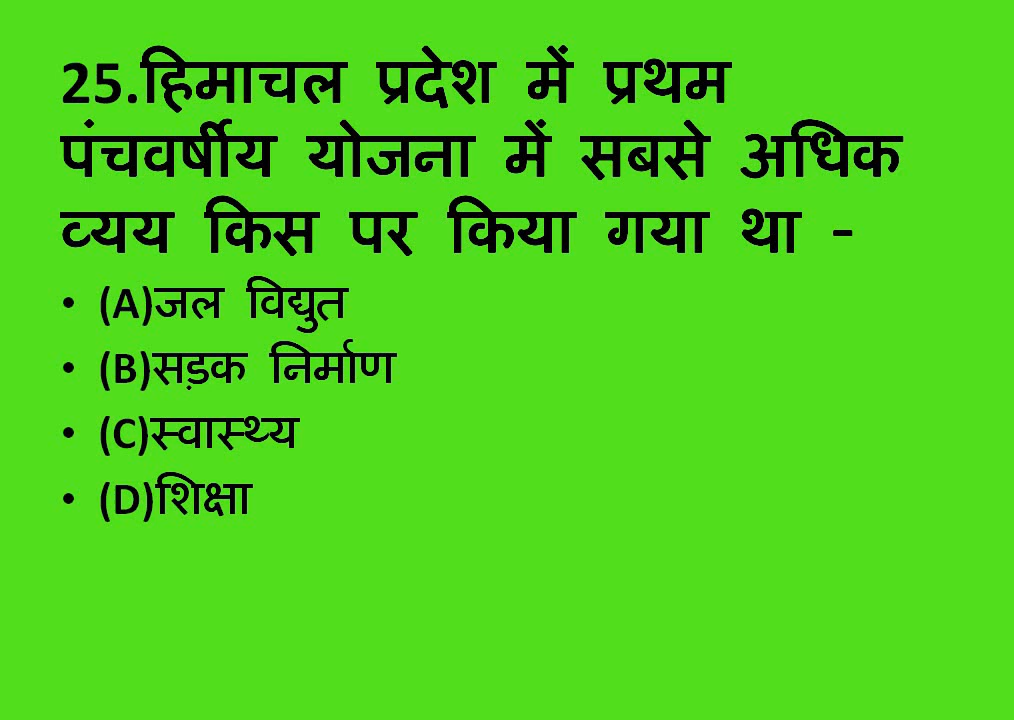 25.हिमाचल प्रदेश में प्रथम
पंचवर्षीय योजना में सबसे अधिक
व्यय किस पर किया गया था -
• (A)जल विद्युत
• (B)सड़क निर्माण
• (C)स्वास्थ्य
• (D)शिक्षा